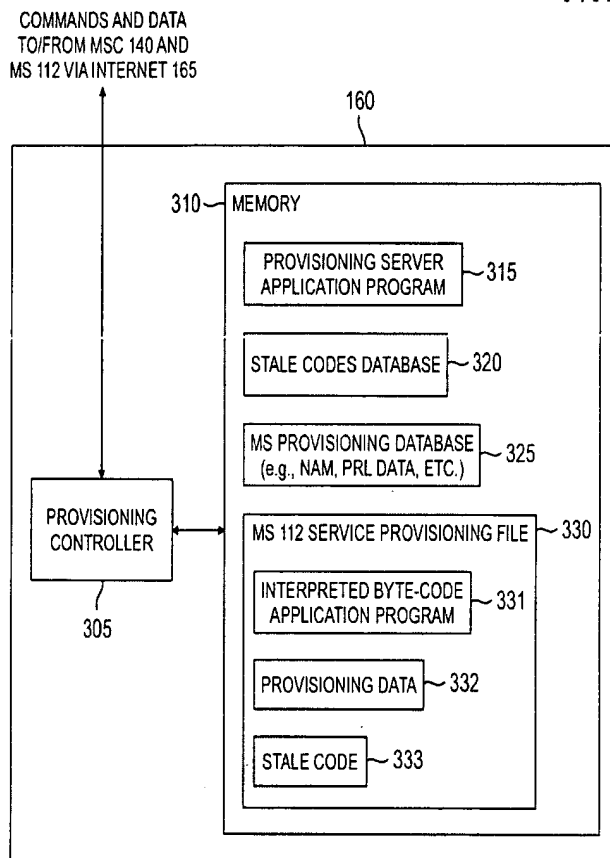 COMMANDS AND DATA
TO/FROM MSC 140 AND
MS 112 VIA INTERNET 165
160
310
MEMORY
PROVISIONING SERVER
APPLICATION PROGRAM
315
STALE CODES DATABASE
320
MS PROVISIONING DATABASE
(e.g., NAM, PRL DATA, ETC.)
325
PROVISIONING
CONTROLLER
305
MS 112 SERVICE PROVISIONING FILE
330
INTERPRETED BYTE-CODE
APPLICATION PROGRAM
331
PROVISIONING DATA
332
STALE CODE
333